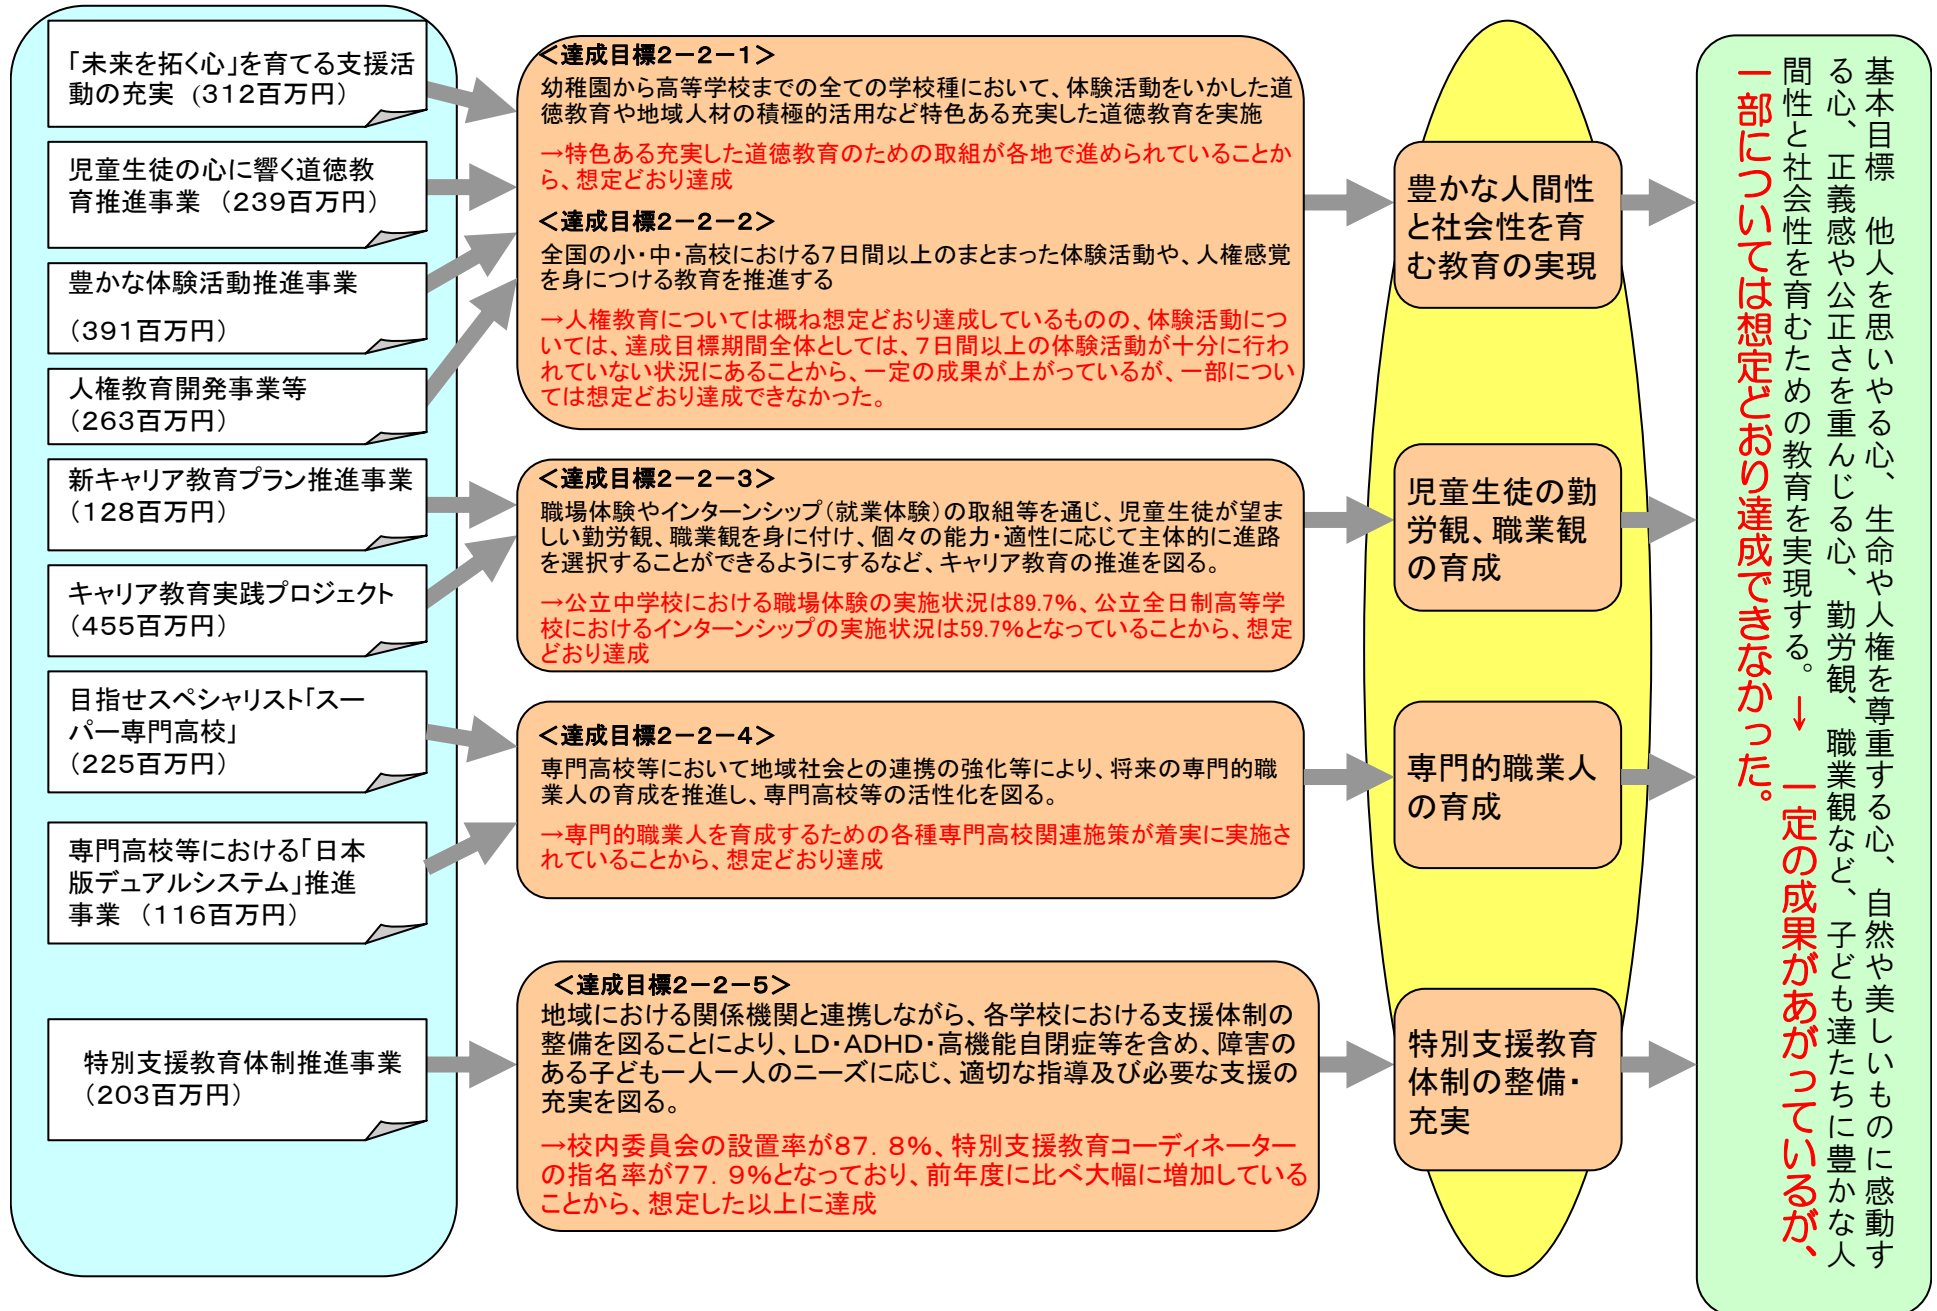 「未来を拓く心」を育てる支援活
動の充実 (312百万円)
児童生徒の心に響く道徳教
育推進事業 (239百万円)
豊かな体験活動推進事業
(391百万円)
人権教育開発事業等
(263百万円)
新キャリア教育プラン推進事業
(128百万円)
キャリア教育実践プロジェクト
(455百万円)
目指せスペシャリスト「スー
パー専門高校」
(225百万円)
専門高校等における「日本
版デュアルシステム」推進
事業 (116百万円)
特別支援教育体制推進事業
(203百万円)
<達成目標2-2-1>
幼稚園から高等学校までの全ての学校種において、体験活動をいかした道
徳教育や地域人材の積極的活用など特色ある充実した道徳教育を実施
→特色ある充実した道徳教育のための取組が各地で進められていることか
ら、想定どおり達成
<達成目標2-2-2>
全国の小・中・高校における7日間以上のまとまった体験活動や、人権感覚
を身につける教育を推進する
→人権教育については概ね想定どおり達成しているものの、体験活動につ
いては、達成目標期間全体としては、7日間以上の体験活動が十分に行わ
れていない状況にあることから、一定の成果が上がっているが、一部につい
ては想定どおり達成できなかった。
<達成目標2-2-3>
職場体験やインターンシップ(就業体験)の取組等を通じ、児童生徒が望ま
しい勤労観、職業観を身に付け、個々の能力・適性に応じて主体的に進路
を選択することができるようにするなど、キャリア教育の推進を図る。
→公立中学校における職場体験の実施状況は89.7%、公立全日制高等学
校におけるインターンシップの実施状況は59.7%となっていることから、想定
どおり達成
<達成目標2-2-4>
専門高校等において地域社会との連携の強化等により、将来の専門的職
業人の育成を推進し、専門高校等の活性化を図る。
→専門的職業人を育成するための各種専門高校関連施策が着実に実施さ
れていることから、想定どおり達成
<達成目標2-2-5>
地域における関係機関と連携しながら、各学校における支援体制の
整備を図ることにより、LD・ADHD・高機能自閉症等を含め、障害の
ある子ども一人一人のニーズに応じ、適切な指導及び必要な支援の
充実を図る。
→校内委員会の設置率が87.8%、特別支援教育コーディネーター
の指名率が77.9%となっており、前年度に比べ大幅に増加している
ことから、想定した以上に達成
豊かな人間性
と社会性を育
む教育の実現
児童生徒の勤
労観、職業観
の育成
専門的職業人
の育成
特別支援教育
体制の整備・
充実
基本目標 他人を思いやる心、生命や人権を尊重する心、自然や美しいものに感動す
る心、正義感や公正さを重んじる心、勤労観、職業観など、子ども達たちに豊かな人
間性と社会性を育むための教育を実現する。→ 一定の成果があがっているが、
一部については想定どおり達成できなかった。